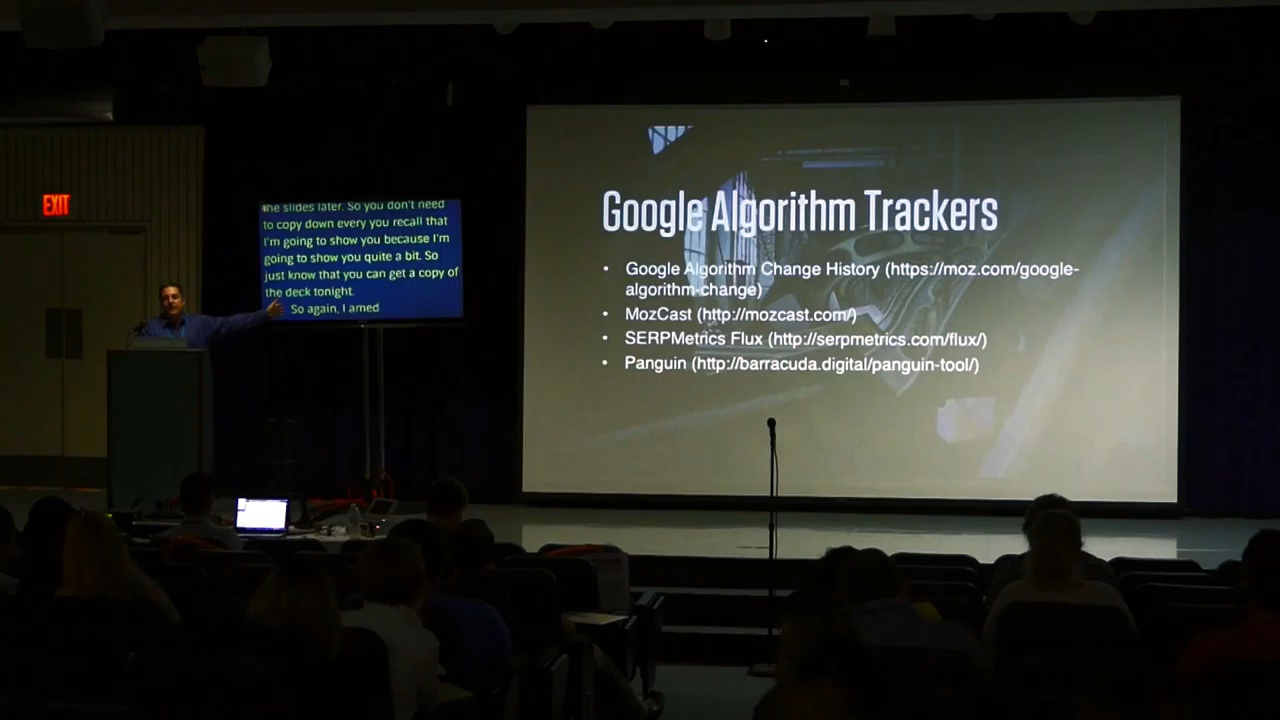 EXIT
the slides later. So you don't need
to copy down every you recall that
I'm going to show you because I'm
going to show you quite a bit. So
just know that you can get a copy of
the deck tonight.
So again, I amed
Google Algorithm Trackers
• Google Algorithm Change History (https://moz.com/google-
algorithm-change)
• MozCast (http://mozcast.com/)
• SERPMetrics Flux (http://serpmetrics.com/flux/)
• Panguin (http://barracuda.digital/panguin-tool/)